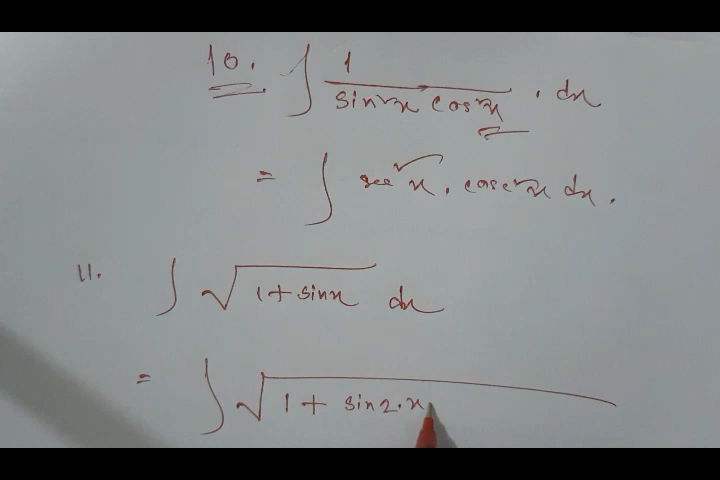 10. ∫ 1 / (sin²x cos²x) . dx
= ∫ sec²x . cosec²x dx .
11. ∫ √(1 + sinx) dx
= ∫ √(1 + sin2.x